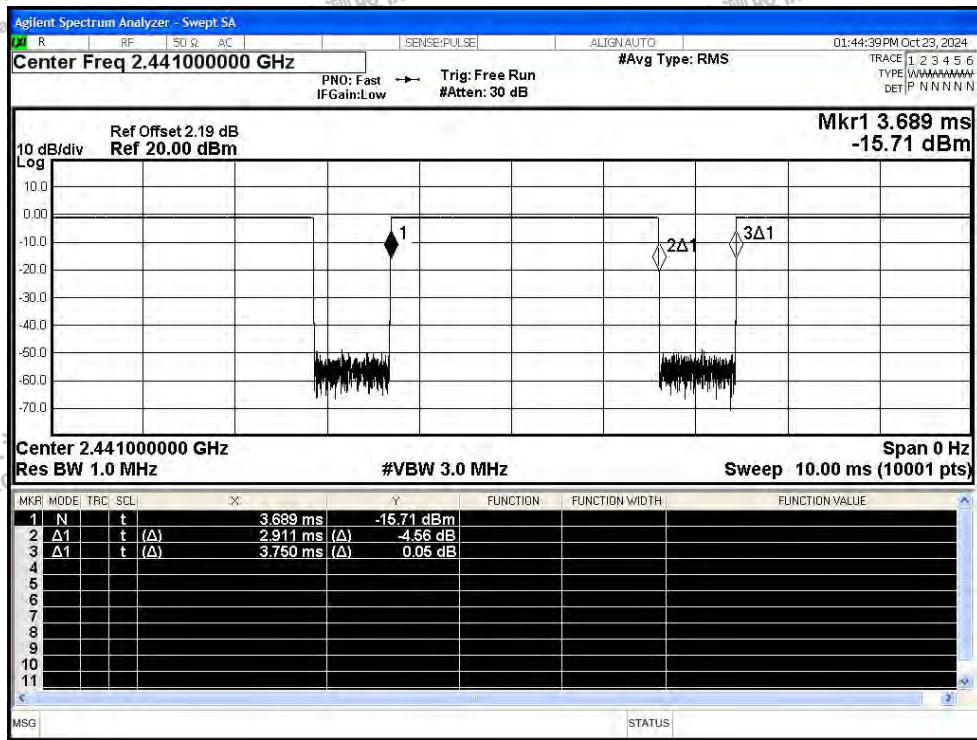 Agilent Spectrum Analyzer - Swept SA
LXI R RF 50 Ω AC SENSE:PULSE ALIGN AUTO 01:44:39 PM Oct 23, 2024
Center Freq 2.441000000 GHz
PNO: Fast
IFGain:Low
Trig: Free Run
#Atten: 30 dB
#Avg Type: RMS
TRACE 1 2 3 4 5 6
TYPE WWWWWW
DET P N N N N N
Mkr1 3.689 ms
-15.71 dBm
Ref Offset 2.19 dB
10 dB/div Ref 20.00 dBm
Log
10.0
0.00
-10.0
-20.0
-30.0
-40.0
-50.0
-60.0
-70.0
1
2Δ1
3Δ1
Center 2.441000000 GHz Span 0 Hz
Res BW 1.0 MHz #VBW 3.0 MHz Sweep 10.00 ms (10001 pts)
MKR MODE TRC SCL X Y FUNCTION FUNCTION WIDTH FUNCTION VALUE
1 N t 3.689 ms -15.71 dBm
2 Δ1 t (Δ) 2.911 ms (Δ) -4.56 dB
3 Δ1 t (Δ) 3.750 ms (Δ) 0.05 dB
4
5
6
7
8
9
10
11
MSG STATUS